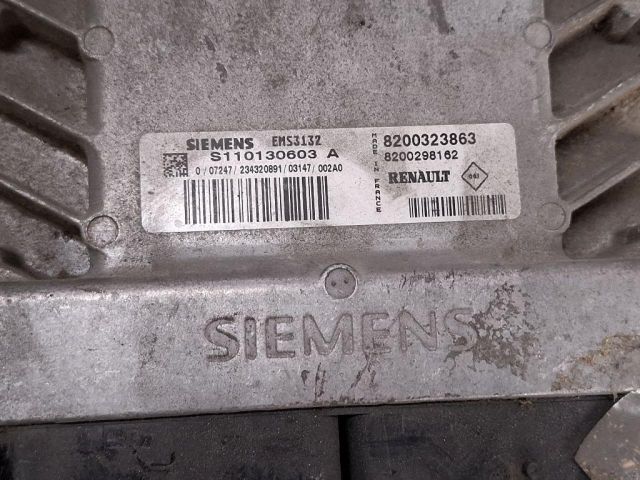 SIEMENS EMS3132
S110130603 A
0/07247/234320891/03147/002A0
MADE IN FRANCE
8200323863
8200298162
RENAULT
SIEMENS